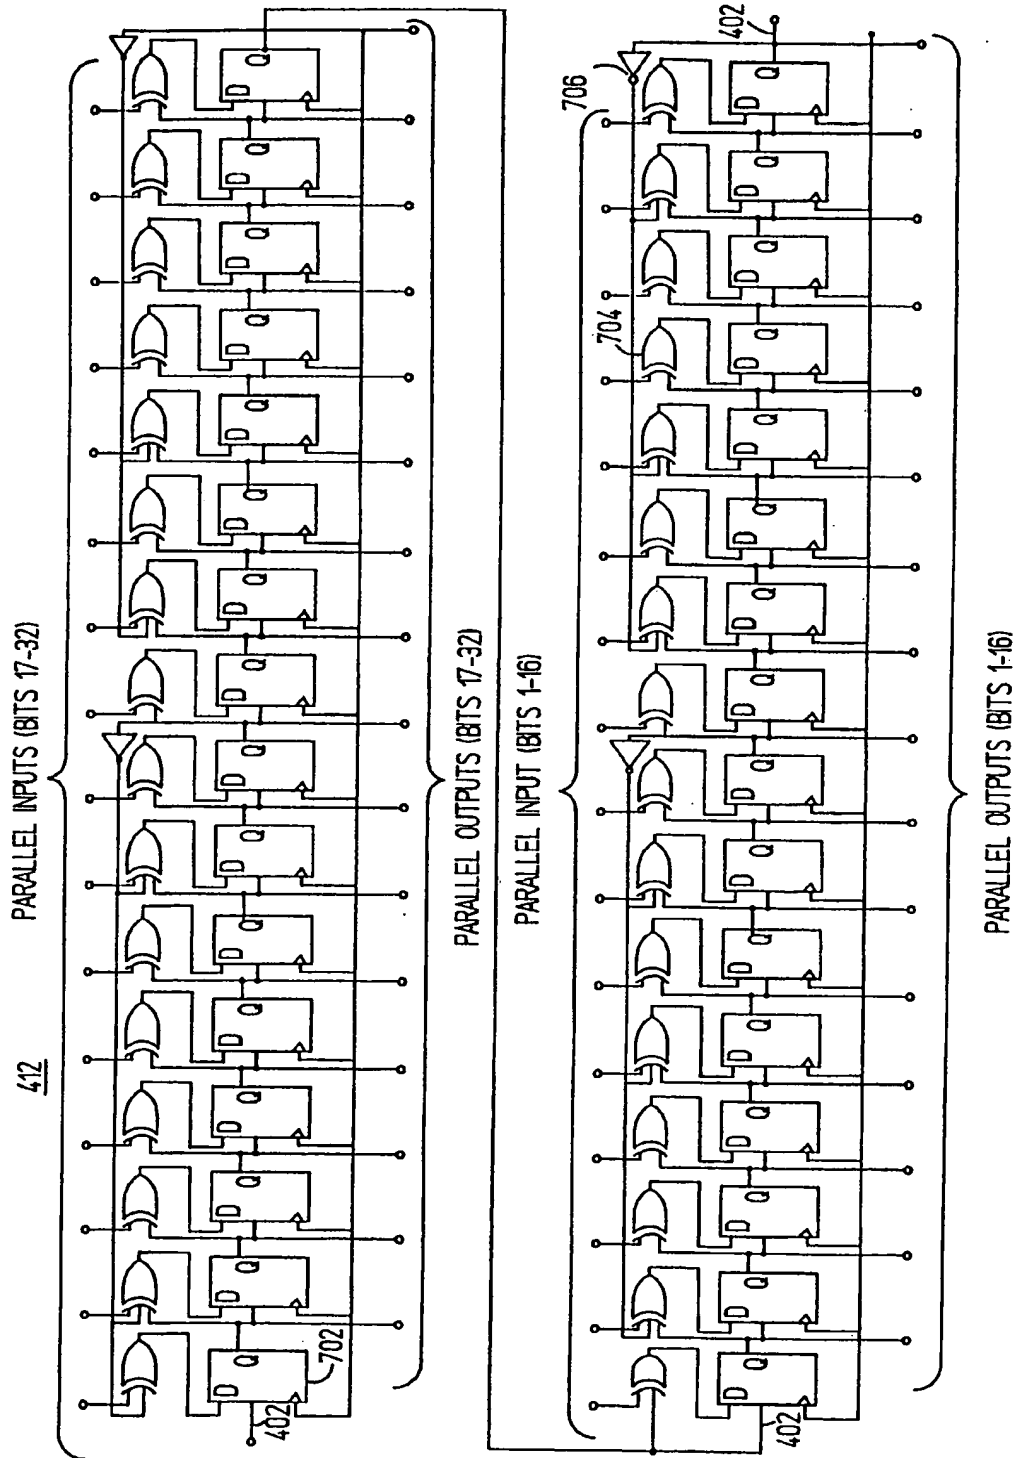 412
PARALLEL INPUTS (BITS 17-32)
D Q D Q D Q D Q D Q D Q D Q D Q D Q D Q D Q D Q D Q D Q D Q D Q
402
702
PARALLEL OUTPUTS (BITS 17-32)
PARALLEL INPUT (BITS 1-16)
704
706
D Q D Q D Q D Q D Q D Q D Q D Q D Q D Q D Q D Q D Q D Q D Q D Q
402
402
PARALLEL OUTPUTS (BITS 1-16)